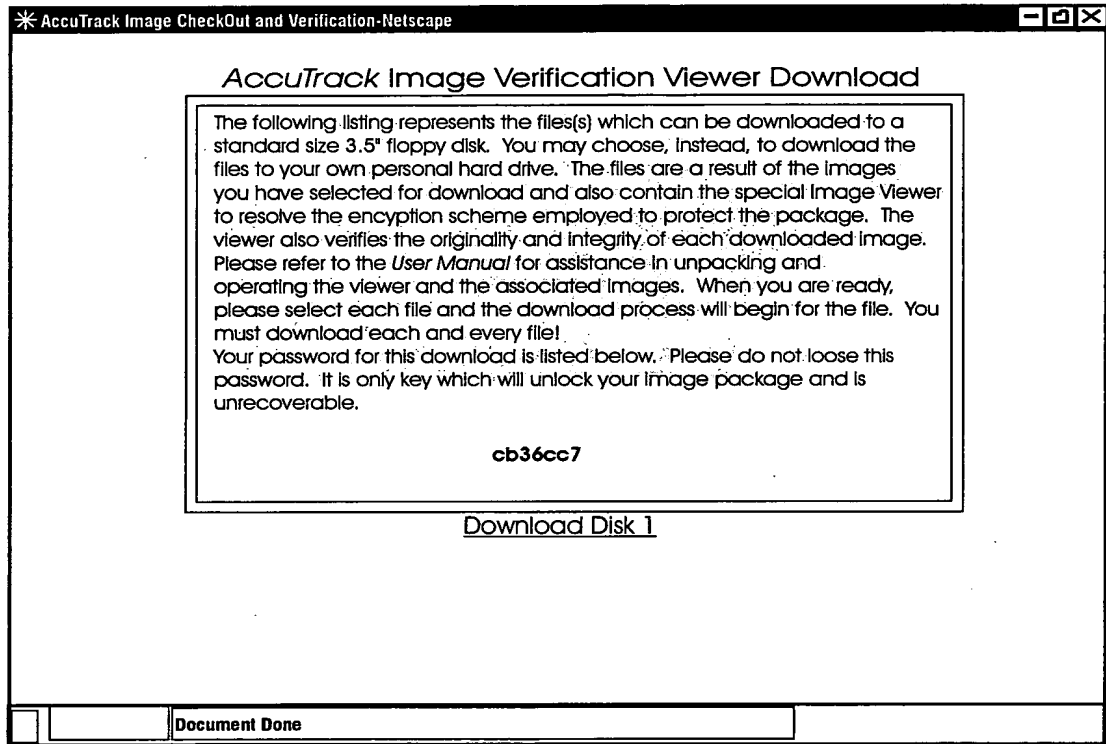 AccuTrack Image CheckOut and Verification-Netscape
AccuTrack Image Verification Viewer Download
The following listing represents the files(s) which can be downloaded to a
standard size 3.5" floppy disk. You may choose, instead, to download the
files to your own personal hard drive. The files are a result of the images
you have selected for download and also contain the special Image Viewer
to resolve the encyption scheme employed to protect the package. The
viewer also verifies the originality and integrity of each downloaded image.
Please refer to the User Manual for assistance in unpacking and
operating the viewer and the associated images. When you are ready,
please select each file and the download process will begin for the file. You
must download each and every file!
Your password for this download is listed below. Please do not loose this
password. It is only key which will unlock your image package and is
unrecoverable.
cb36cc7
Download Disk 1
Document Done